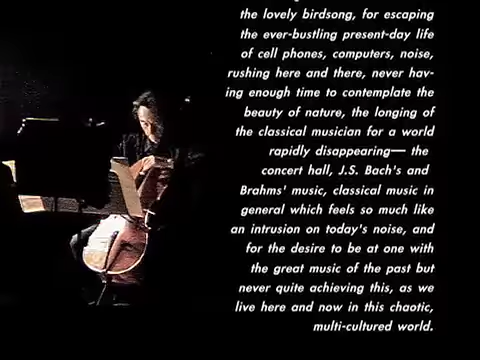 the lovely birdsong, for escaping
the ever-bustling present-day life
of cell phones, computers, noise,
rushing here and there, never hav-
ing enough time to contemplate the
beauty of nature, the longing of
the classical musician for a world
rapidly disappearing— the
concert hall, J.S. Bach's and
Brahms' music, classical music in
general which feels so much like
an intrusion on today's noise, and
for the desire to be at one with
the great music of the past but
never quite achieving this, as we
live here and now in this chaotic,
multi-cultured world.